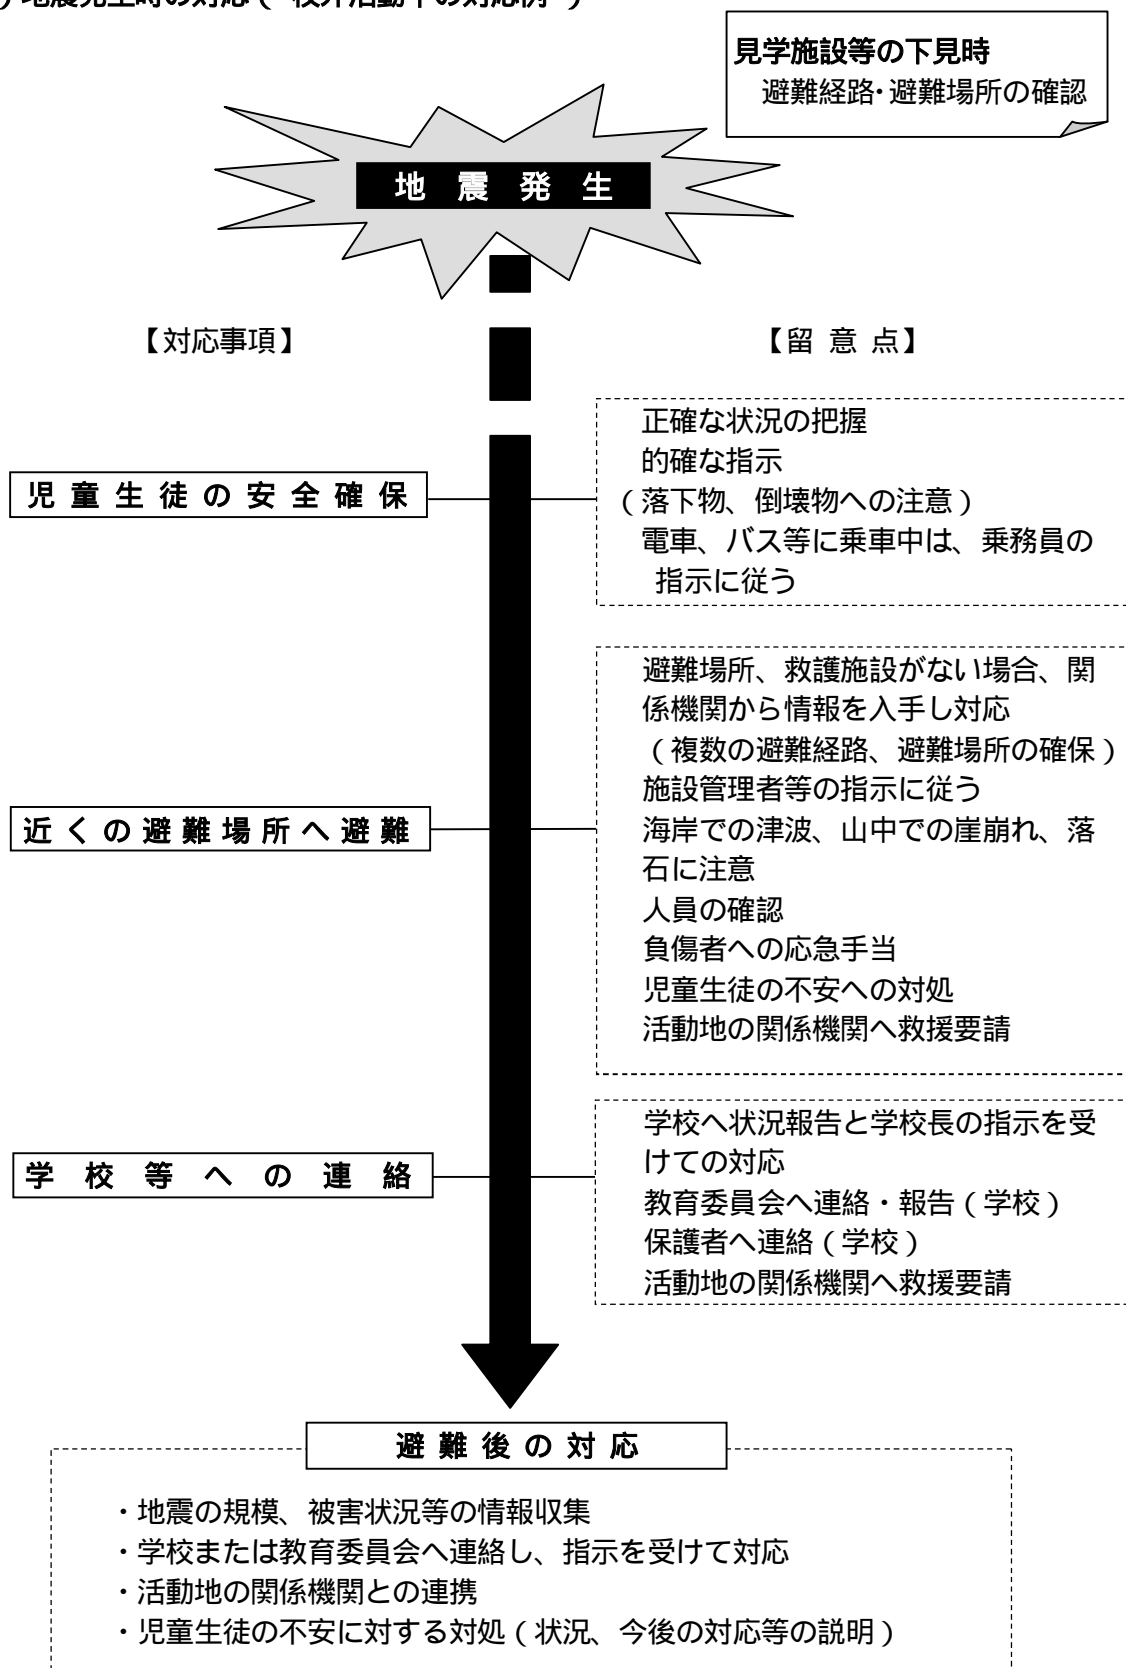 ）地震発生時の対応（ 校外活動中の対応例 ）
見学施設等の下見時
避難経路・避難場所の確認
地震発生
【対応事項】
【留意点】
児童生徒の安全確保
正確な状況の把握
的確な指示
（落下物、倒壊物への注意）
電車、バス等に乗車中は、乗務員の
指示に従う
近くの避難場所へ避難
避難場所、救護施設がない場合、関
係機関から情報を入手し対応
（複数の避難経路、避難場所の確保）
施設管理者等の指示に従う
海岸での津波、山中での崖崩れ、落
石に注意
人員の確認
負傷者への応急手当
児童生徒の不安への対処
活動地の関係機関へ救援要請
学校等への連絡
学校へ状況報告と学校長の指示を受
けての対応
教育委員会へ連絡・報告（学校）
保護者へ連絡（学校）
活動地の関係機関へ救援要請
避難後の対応
・地震の規模、被害状況等の情報収集
・学校または教育委員会へ連絡し、指示を受けて対応
・活動地の関係機関との連携
・児童生徒の不安に対する対処（状況、今後の対応等の説明）